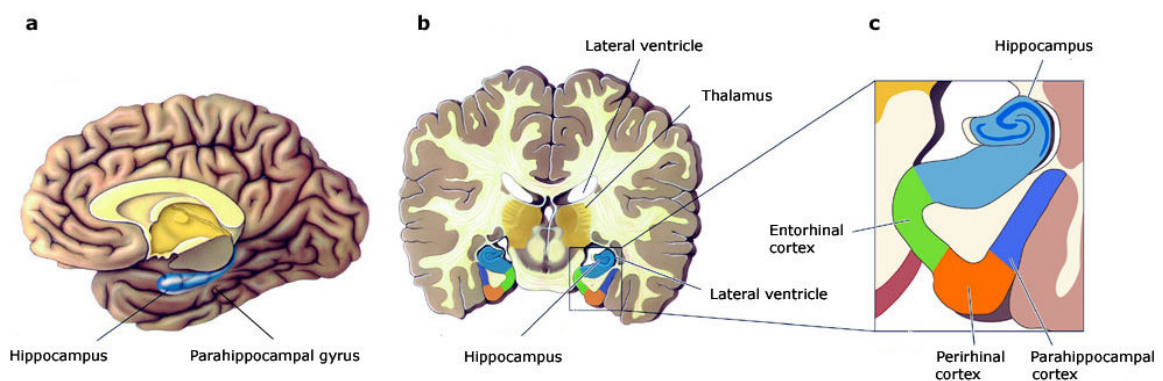 a
Hippocampus
Parahippocampal gyrus
b
Lateral ventricle
Thalamus
Lateral ventricle
Hippocampus
c
Hippocampus
Entorhinal
cortex
Perirhinal
cortex
Parahippocampal
cortex